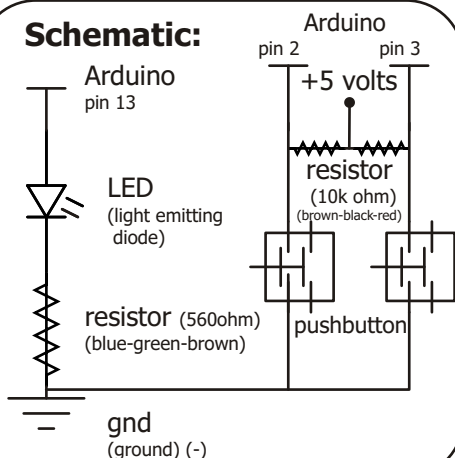 Schematic:
Arduino
pin 13
LED
(light emitting
diode)
resistor (560ohm)
(blue-green-brown)
gnd
(ground) (-)
Arduino
pin 2
pin 3
+5 volts
resistor
(10k ohm)
(brown-black-red)
pushbutton